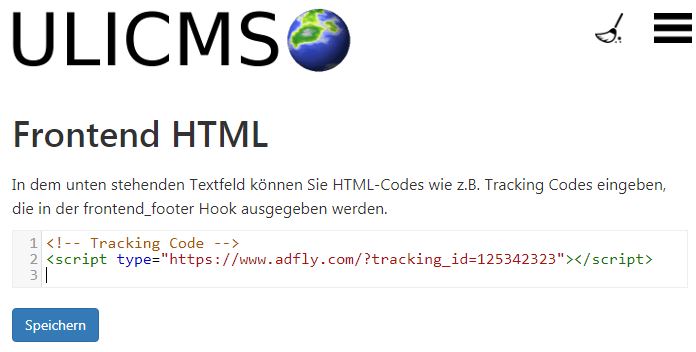 ULICMS
Frontend HTML
In dem unten stehenden Textfeld können Sie HTML-Codes wie z.B. Tracking Codes eingeben,
die in der frontend_footer Hook ausgegeben werden.
1 <!-- Tracking Code -->
2 <script type="https://www.adfly.com/?tracking_id=125342323"></script>
3
Speichern